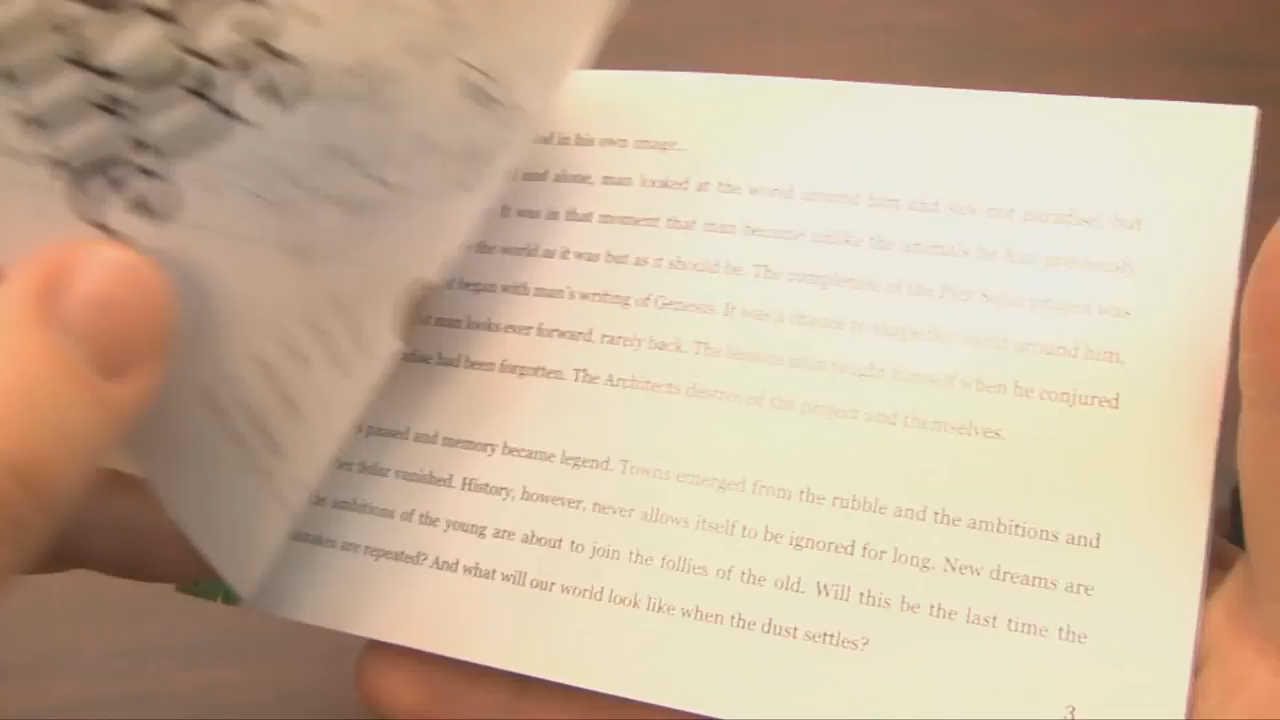 in his own image...
and alone, man looked at the world around him and saw not paradise, but
It was in that moment that man became unlike the animals he had previously
the world as it was but as it should be. The completion of the Pier Solar project was
began with man's writing of Genesis. It was a chance to shape the world around him,
man looks ever forward, rarely back. The lessons man taught himself when he conjured
had been forgotten. The Architects destroyed the project and themselves.
passed and memory became legend. Towns emerged from the rubble and the ambitions and
Solar vanished. History, however, never allows itself to be ignored for long. New dreams are
ambitions of the young are about to join the follies of the old. Will this be the last time the
are repeated? And what will our world look like when the dust settles?
3